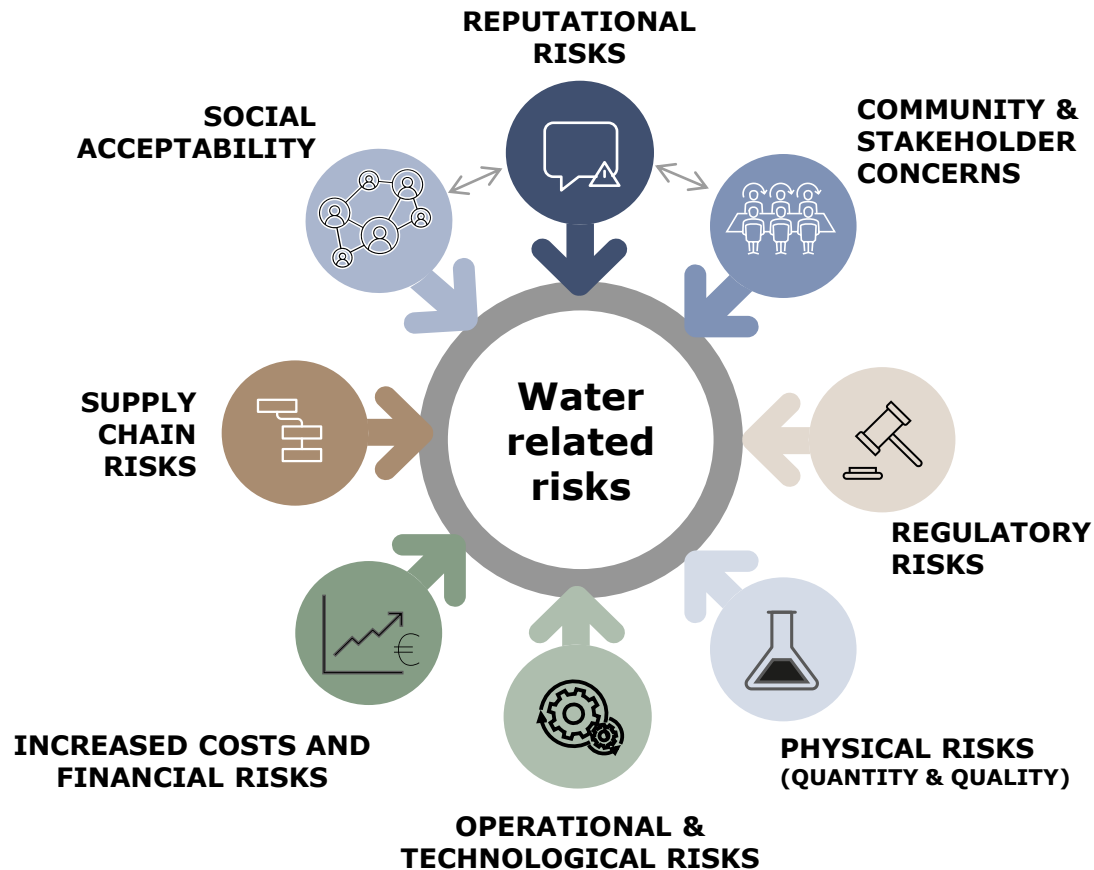 REPUTATIONAL
RISKS
COMMUNITY &
STAKEHOLDER
CONCERNS
SOCIAL
ACCEPTABILITY
Water
related
risks
SUPPLY
CHAIN
RISKS
REGULATORY
RISKS
€
INCREASED COSTS AND
FINANCIAL RISKS
PHYSICAL RISKS
(QUANTITY & QUALITY)
OPERATIONAL &
TECHNOLOGICAL RISKS